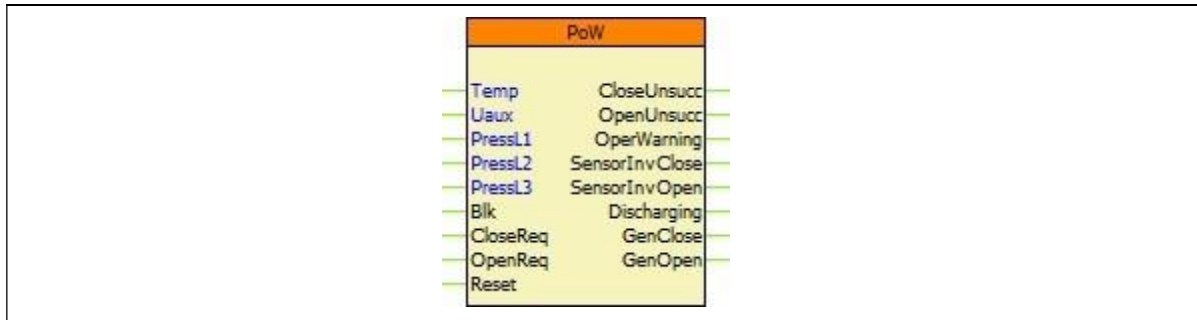 PoW
Temp CloseUnsucc
Uaux OpenUnsucc
PressL1 OperWarning
PressL2 SensorInvClose
PressL3 SensorInvOpen
Blk Discharging
CloseReq GenClose
OpenReq GenOpen
Reset